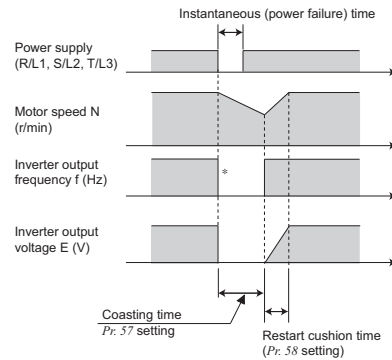 Instantaneous (power failure) time
Power supply
(R/L1, S/L2, T/L3)
Motor speed N
(r/min)
Inverter output
frequency f (Hz)
*
Inverter output
voltage E (V)
Coasting time
Pr. 57 setting
Restart cushion time
(Pr. 58 setting)